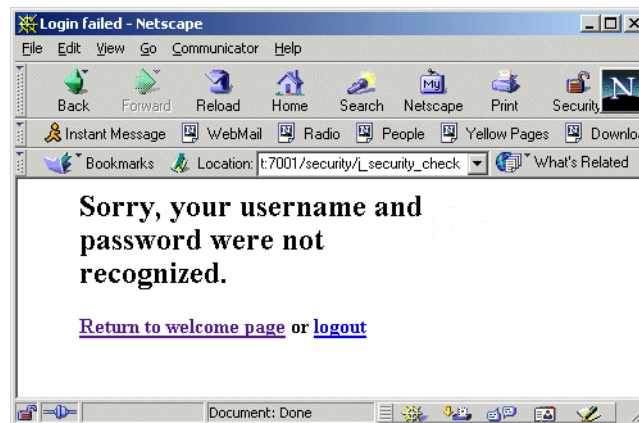 Login failed - Netscape
File Edit View Go Communicator Help
Back Forward Reload Home Search Netscape Print Security
My
N
Instant Message WebMail Radio People Yellow Pages Downlo
Bookmarks Location: t:7001/security/j_security_check What's Related
Sorry, your username and
password were not
recognized.
Return to welcome page or logout
Document: Done